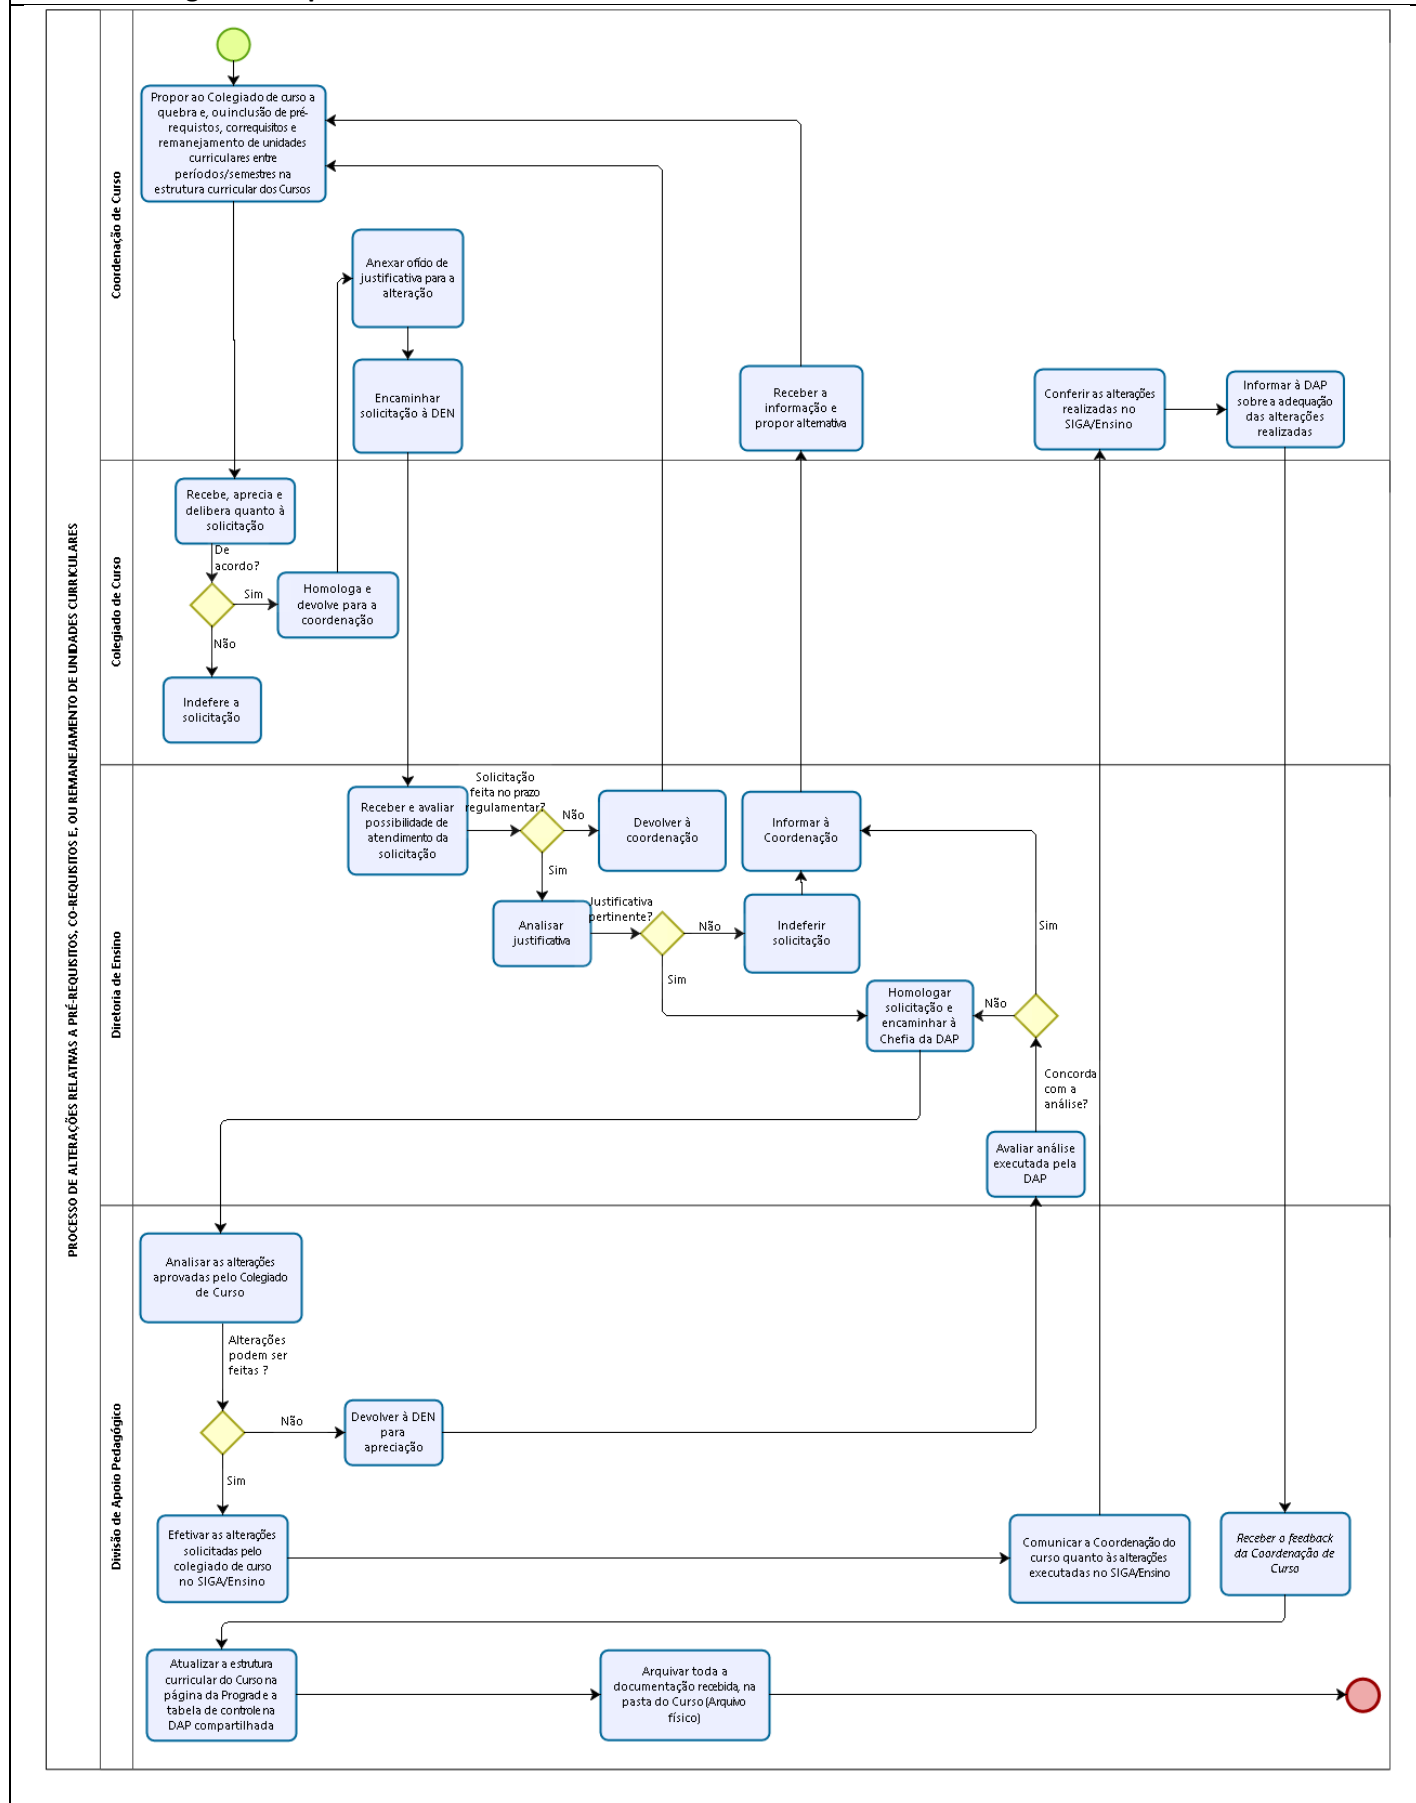 PROCESSO DE ALTERAÇÕES RELATIVAS A PRÉ-REQUISITOS, CO-REQUISITOS E, OU REMANEJAMENTO DE UNIDADES CURRICULARES
Coordenação de Curso
Propor ao Colegiado de curso a
quebra e, ou inclusão de pré-
requistos, correquisitos e
remanejamento de unidades
curriculares entre
períodos/semestres na
estrutura curricular dos Cursos
Anexar ofício de
justificativa para a
alteração
Encaminhar
solicitação à DEN
Receber a
informação e
propor alternativa
Conferir as alterações
realizadas no
SIGA/Ensino
Informar à DAP
sobre a adequação
das alterações
realizadas
Colegiado de Curso
Recebe, aprecia e
delibera quanto à
solicitação
De
acordo?
Sim
Homologa e
devolve para a
coordenação
Não
Indefere a
solicitação
Diretoria de Ensino
Receber e avaliar
possibilidade de
atendimento da
solicitação
Solicitação
feita no prazo
regulamentar?
Não
Devolver à
coordenação
Informar à
Coordenação
Sim
Analisar
justificativa
Justificativa
pertinente?
Não
Indeferir
solicitação
Sim
Sim
Homologar
solicitação e
encaminhar à
Chefia da DAP
Não
Concorda
com a
análise?
Avaliar análise
executada pela
DAP
Divisão de Apoio Pedagógico
Analisar as alterações
aprovadas pelo Colegiado
de Curso
Alterações
podem ser
feitas ?
Não
Devolver à DEN
para
apreciação
Sim
Efetivar as alterações
solicitadas pelo
colegiado de curso
no SIGA/Ensino
Comunicar a Coordenação do
curso quanto às alterações
executadas no SIGA/Ensino
Receber o feedback
da Coordenação de
Curso
Atualizar a estrutura
curricular do Curso na
página da Prograd e a
tabela de controle na
DAP compartilhada
Arquivar toda a
documentação recebida, na
pasta do Curso (Arquivo
físico)